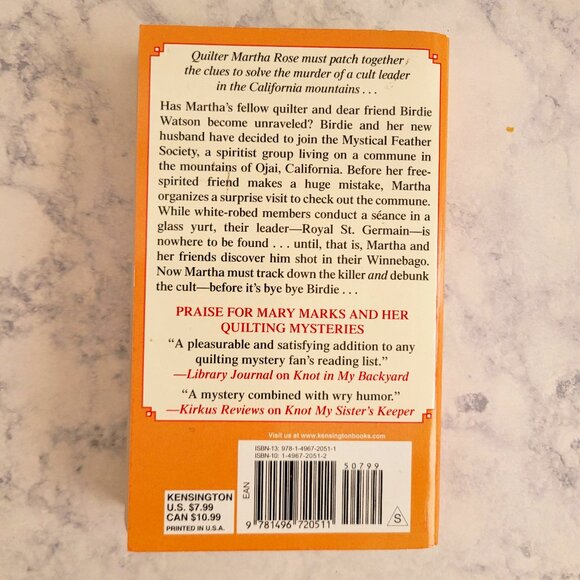 Quilter Martha Rose must patch together
the clues to solve the murder of a cult leader
in the California mountains . . .
Has Martha's fellow quilter and dear friend Birdie
Watson become unraveled? Birdie and her new
husband have decided to join the Mystical Feather
Society, a spiritist group living on a commune in
the mountains of Ojai, California. Before her free-
spirited friend makes a huge mistake, Martha
organizes a surprise visit to check out the commune.
While white-robed members conduct a séance in a
glass yurt, their leader—Royal St. Germain—is
nowhere to be found . . . until, that is, Martha and
her friends discover him shot in their Winnebago.
Now Martha must track down the killer and debunk
the cult—before it's bye bye Birdie . . .
PRAISE FOR MARY MARKS AND HER
QUILTING MYSTERIES
"A pleasurable and satisfying addition to any
quilting mystery fan's reading list."
—Library Journal on Knot in My Backyard
"A mystery combined with wry humor."
—Kirkus Reviews on Knot My Sister's Keeper
Visit us at www.kensingtonbooks.com
ISBN-13: 978-1-4967-2051-1
ISBN-10: 1-4967-2051-2
50799
EAN
9 781496 720511
S
KENSINGTON
U.S. $7.99
CAN $10.99
PRINTED IN U.S.A.